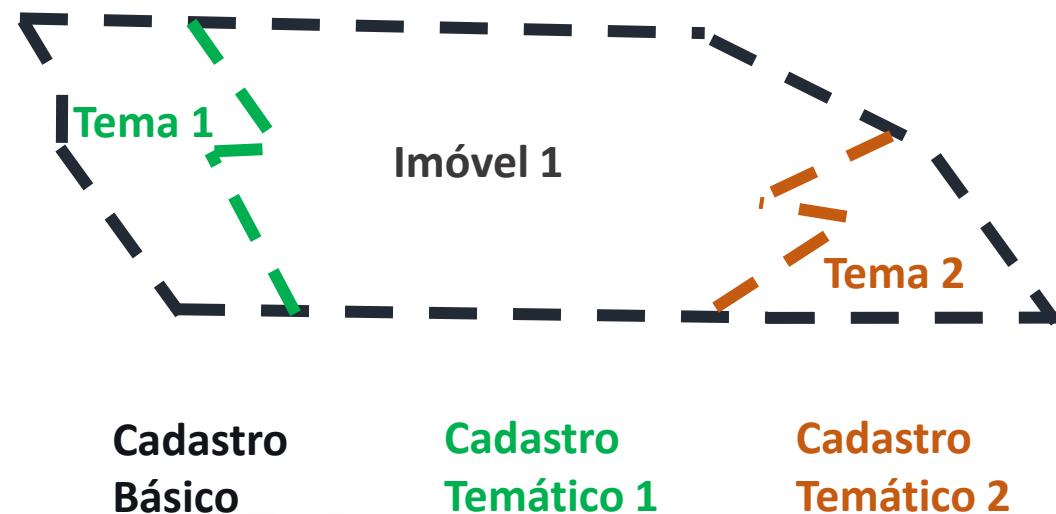 Tema 1
Imóvel 1
Tema 2
Cadastro
Básico
Cadastro
Temático 1
Cadastro
Temático 2